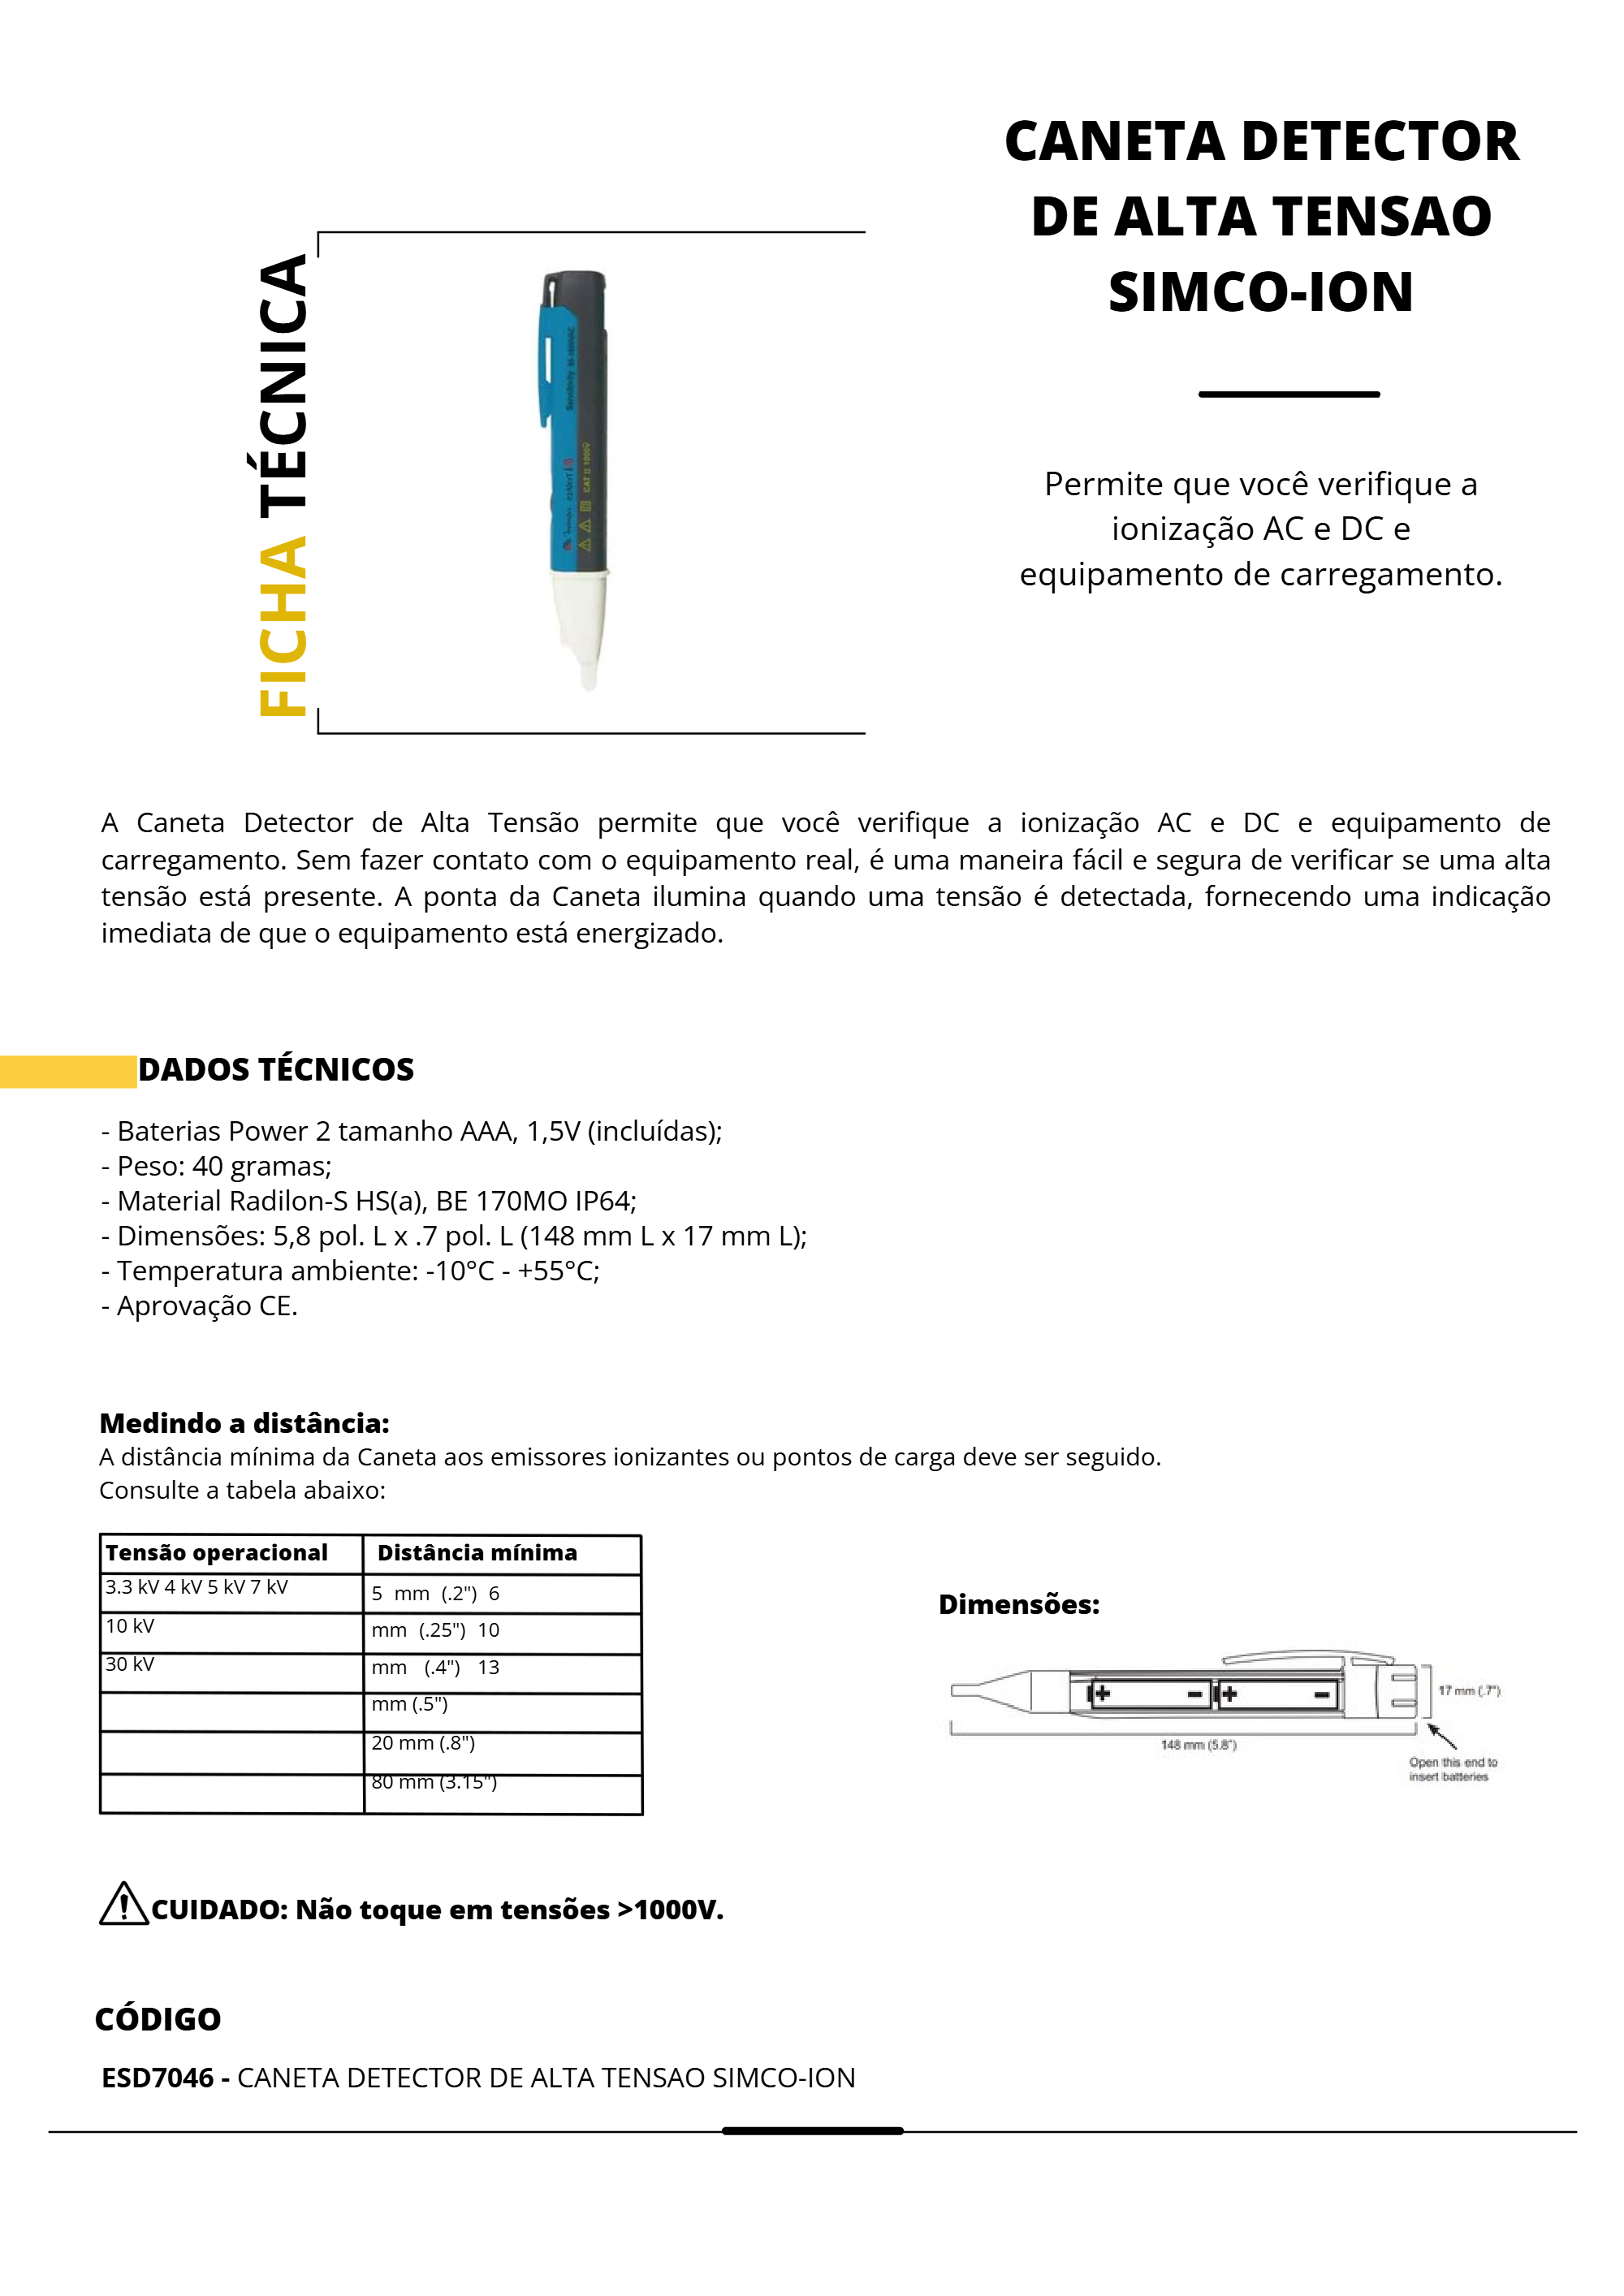 CANETA DETECTOR
DE ALTA TENSAO
SIMCO-ION
FICHA TÉCNICA
Permite que você verifique a
ionização AC e DC e
equipamento de carregamento.
A Caneta Detector de Alta Tensão permite que você verifique a ionização AC e DC e equipamento de
carregamento. Sem fazer contato com o equipamento real, é uma maneira fácil e segura de verificar se uma alta
tensão está presente. A ponta da Caneta ilumina quando uma tensão é detectada, fornecendo uma indicação
imediata de que o equipamento está energizado.
DADOS TÉCNICOS
- Baterias Power 2 tamanho AAA, 1,5V (incluídas);
- Peso: 40 gramas;
- Material Radilon-S HS(a), BE 170MO IP64;
- Dimensões: 5,8 pol. L x .7 pol. L (148 mm L x 17 mm L);
- Temperatura ambiente: -10°C - +55°C;
- Aprovação CE.
Medindo a distância:
A distância mínima da Caneta aos emissores ionizantes ou pontos de carga deve ser seguido.
Consulte a tabela abaixo:
Tensão operacional Distância mínima
3.3 kV 4 kV 5 kV 7 kV 5 mm (.2") 6
10 kV mm (.25") 10
30 kV mm (.4") 13
mm (.5")
20 mm (.8")
80 mm (3.15")
Dimensões:
17 mm (.7")
148 mm (5.8")
Open this end to
insert batteries
CUIDADO: Não toque em tensões >1000V.
CÓDIGO
ESD7046 - CANETA DETECTOR DE ALTA TENSAO SIMCO-ION